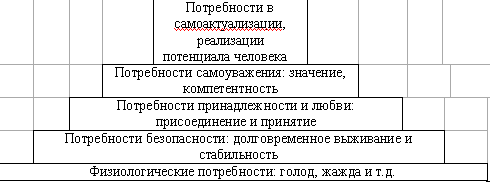 Потребности в
самоактуализации,
реализации
потенциала человека
Потребности самоуважения: значение,
компетентность
Потребности принадлежности и любви:
присоединение и принятие
Потребности безопасности: долговременное выживание и
стабильность
Физиологические потребности: голод, жажда и т.д.